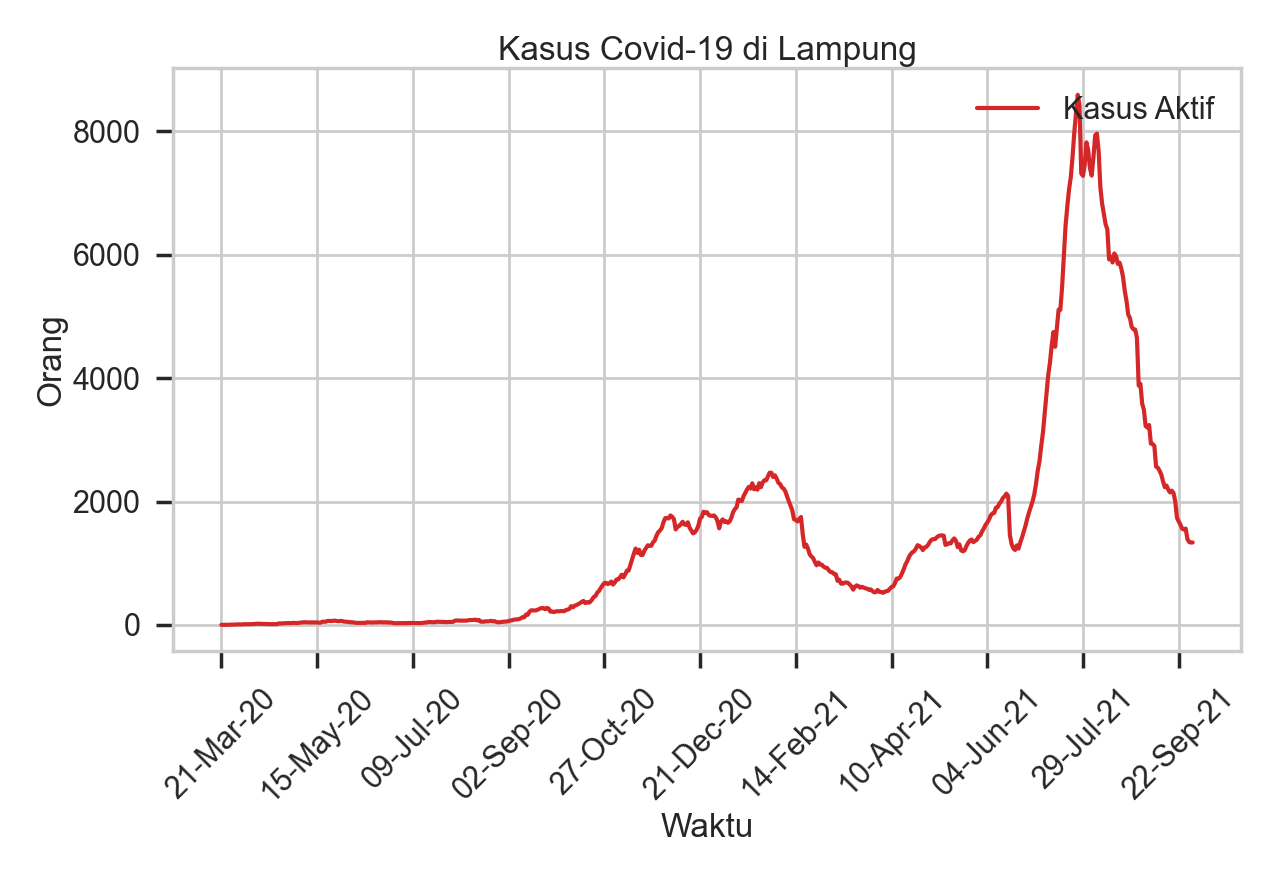 Kasus Covid-19 di Lampung
Kasus Aktif
8000
6000
4000
2000
0
Orang
21-Mar-20
15-May-20
09-Jul-20
02-Sep-20
27-Oct-20
21-Dec-20
14-Feb-21
10-Apr-21
04-Jun-21
29-Jul-21
22-Sep-21
Waktu